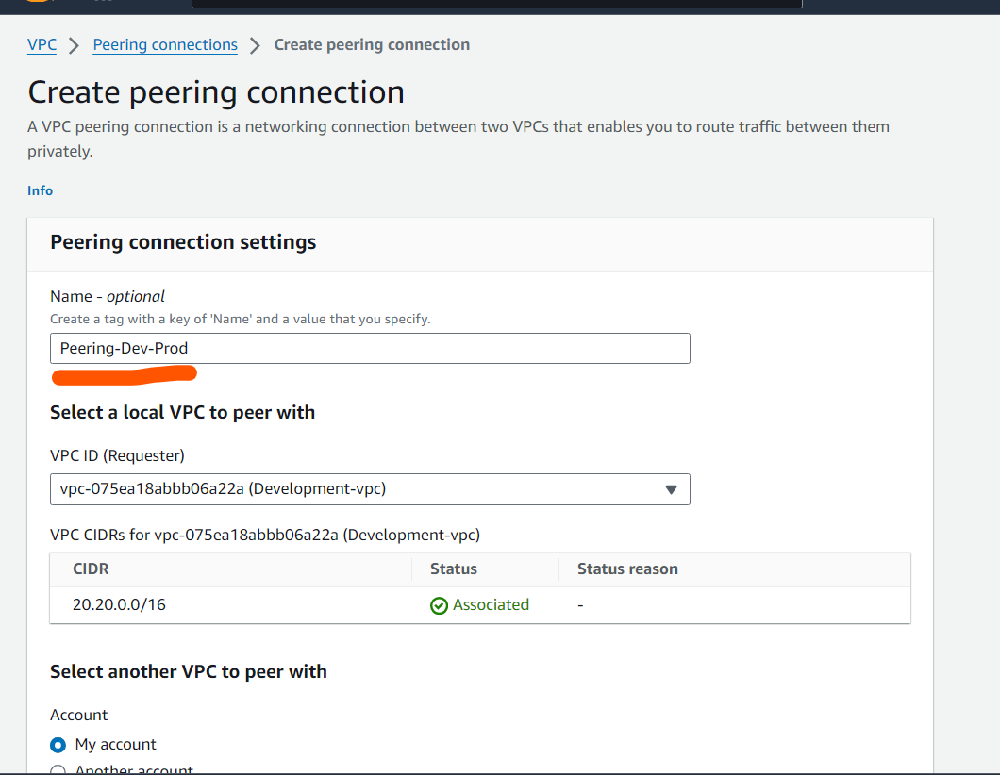 VPC > Peering connections > Create peering connection
Create peering connection
A VPC peering connection is a networking connection between two VPCs that enables you to route traffic between them
privately.
Info
Peering connection settings
Name - optional
Create a tag with a key of 'Name' and a value that you specify.
Peering-Dev-Prod
Select a local VPC to peer with
VPC ID (Requester)
vpc-075ea18abbb06a22a (Development-vpc)
VPC CIDRs for vpc-075ea18abbb06a22a (Development-vpc)
CIDR Status Status reason
20.20.0.0/16 Associated -
Select another VPC to peer with
Account
My account
Another account